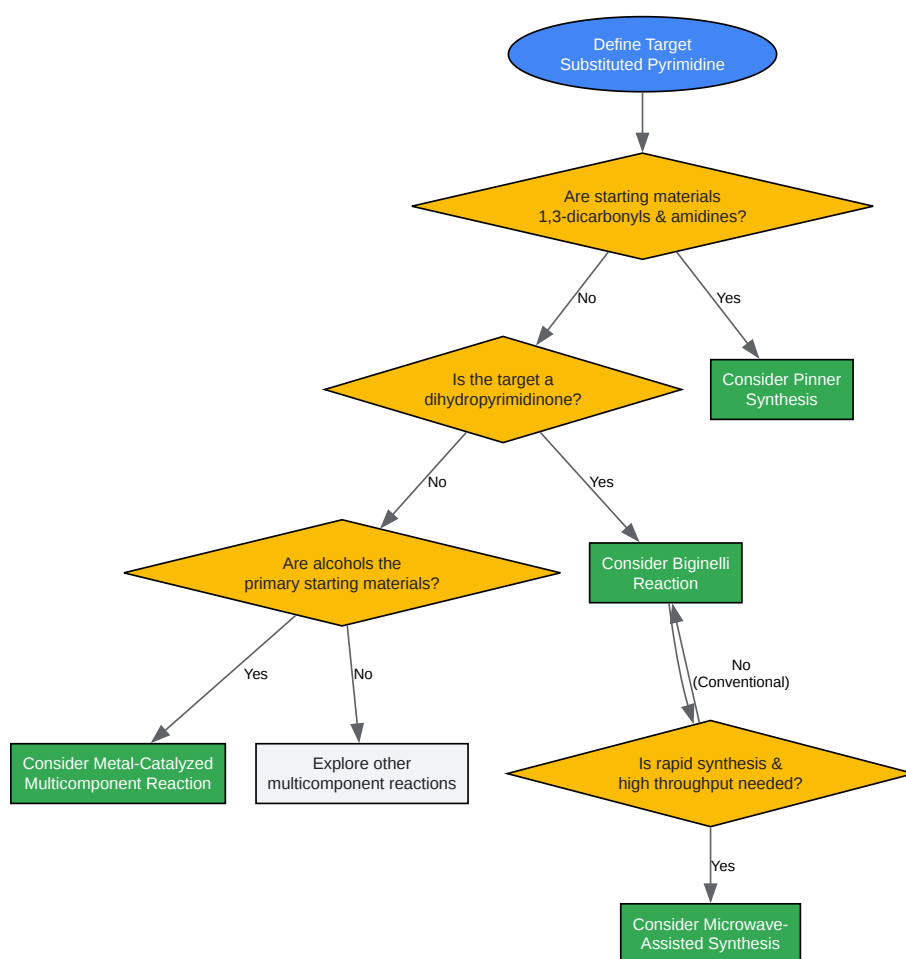 Define Target
Substituted Pyrimidine
Are starting materials
1,3-dicarbonyls & amidines?
No
Yes
Is the target a
dihydropyrimidinone?
Consider Pinner
Synthesis
No
Yes
Are alcohols the
primary starting materials?
Consider Biginelli
Reaction
Yes
No
No
(Conventional)
Consider Metal-Catalyzed
Multicomponent Reaction
Explore other
multicomponent reactions
Is rapid synthesis &
high throughput needed?
Yes
Consider Microwave-
Assisted Synthesis